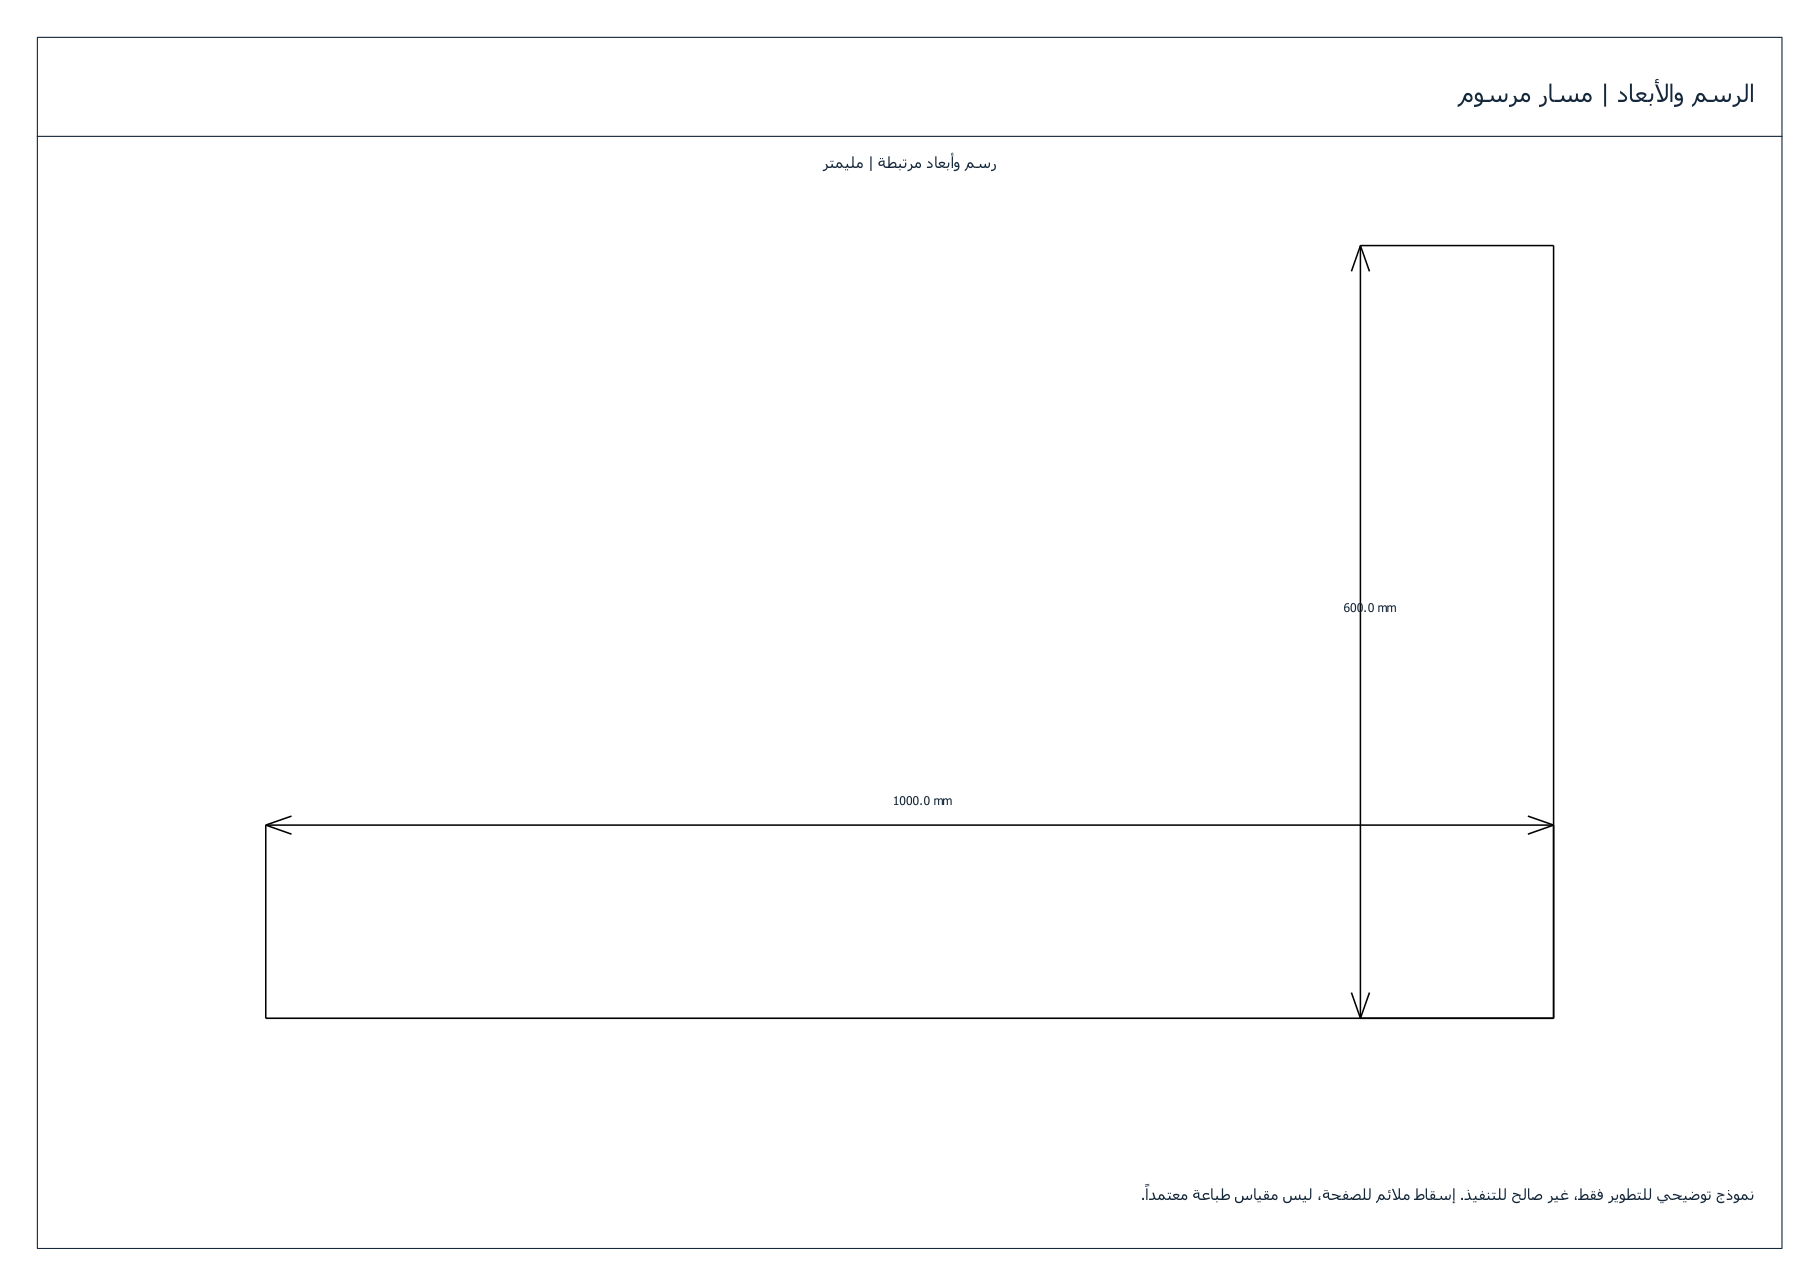 الرسم والأبعاد | مسار مرسوم
رسم وأبعاد مرتبطة | مليمتر
600.0 mm
1000.0 mm
نموذج توضيحي للتطوير فقط، غير صالح للتنفيذ. إسقاط ملائم للصفحة، ليس مقياس طباعة معتمداً.